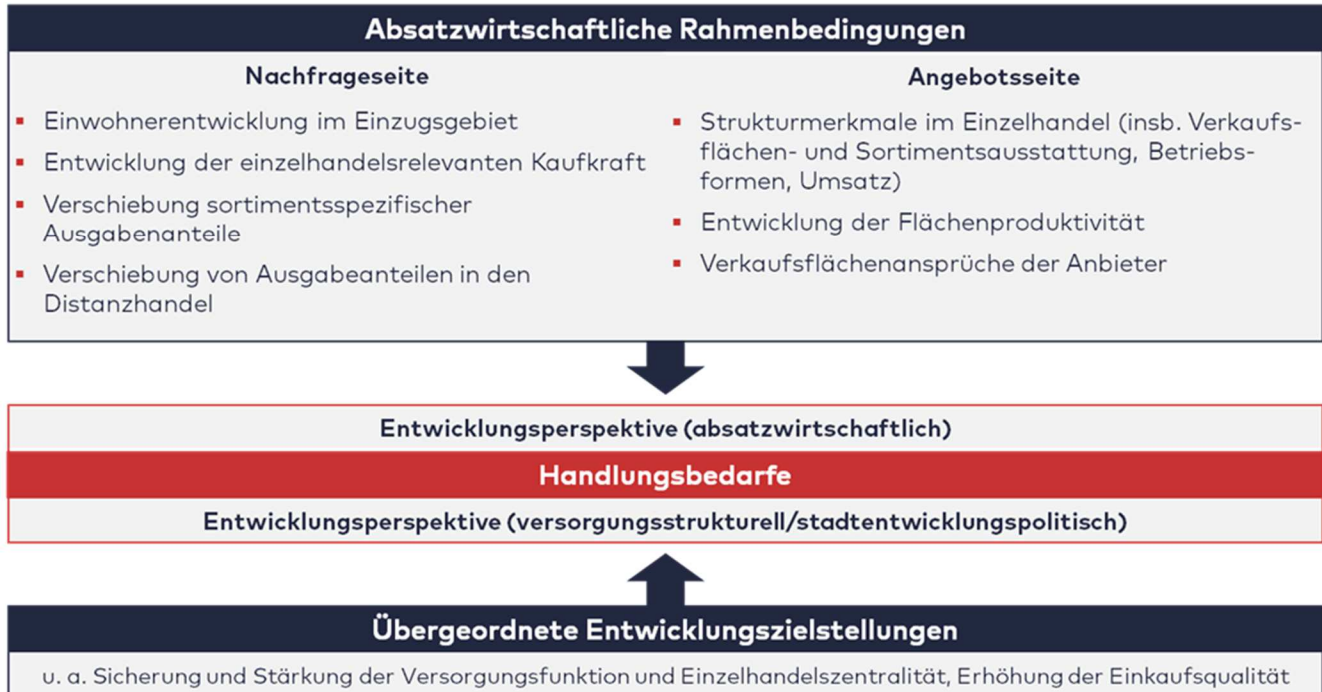 Absatzwirtschaftliche Rahmenbedingungen
Nachfrageseite
▪ Einwohnerentwicklung im Einzugsgebiet
▪ Entwicklung der einzelhandelsrelevanten Kaufkraft
▪ Verschiebung sortimentsspezifischer
Ausgabenanteile
▪ Verschiebung von Ausgabeanteilen in den
Distanzhandel
Angebotsseite
▪ Strukturmerkmale im Einzelhandel (insb. Verkaufs-
flächen- und Sortimentsausstattung, Betriebs-
formen, Umsatz)
▪ Entwicklung der Flächenproduktivität
▪ Verkaufsflächenansprüche der Anbieter
Entwicklungsperspektive (absatzwirtschaftlich)
Handlungsbedarfe
Entwicklungsperspektive (versorgungsstrukturell/stadtentwicklungspolitisch)
Übergeordnete Entwicklungszielstellungen
u. a. Sicherung und Stärkung der Versorgungsfunktion und Einzelhandelszentralität, Erhöhung der Einkaufsqualität